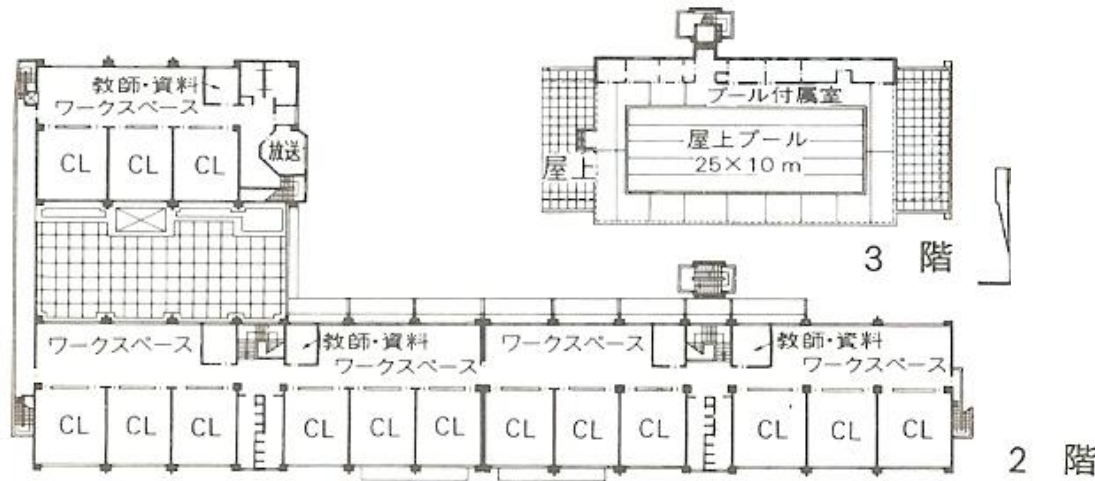 教師・資料
ワークスペース
CL CL CL
放送
プール付属室
屋上プール
25×10m
屋上
3 階
ワークスペース
教師・資料
ワークスペース
ワークスペース
教師・資料
ワークスペース
CL CL CL CL CL CL CL CL CL CL CL CL
2 階